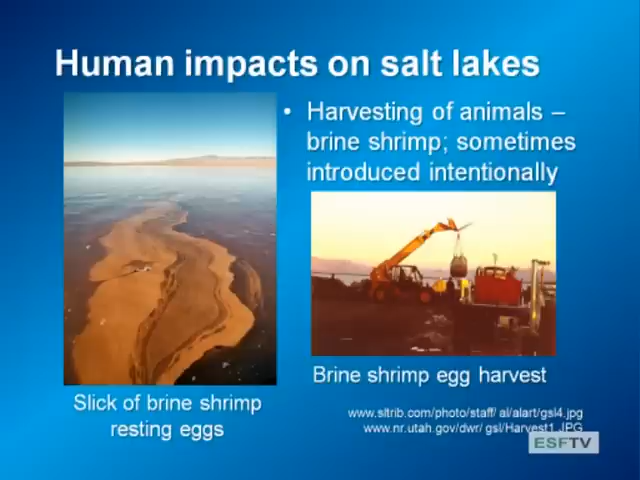 Human impacts on salt lakes
• Harvesting of animals –
brine shrimp; sometimes
introduced intentionally
Brine shrimp egg harvest
Slick of brine shrimp
resting eggs
www.sltrib.com/photo/staff/ al/alart/gsl4.jpg
www.nr.utah.gov/dwr/ gsl/Harvest1.JPG
ESFTV